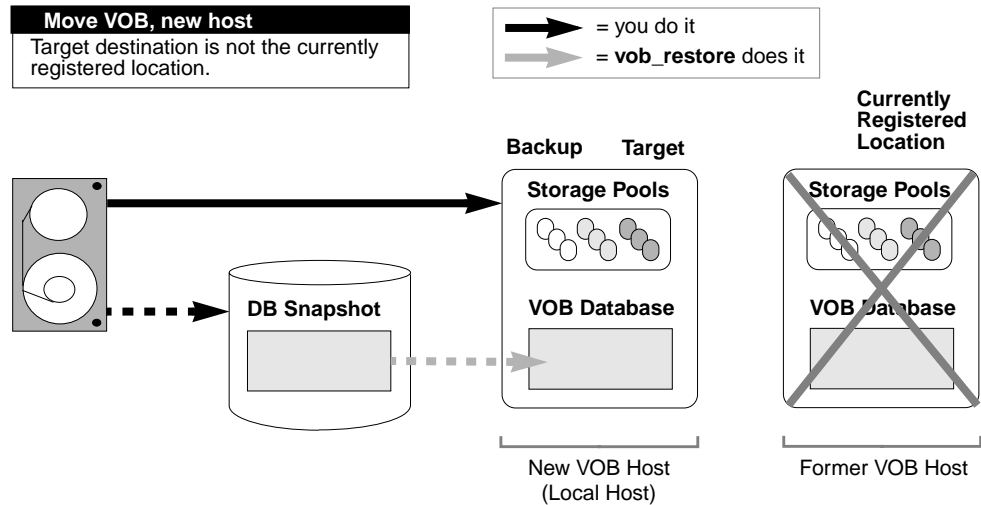 Move VOB, new host
Target destination is not the currently
registered location.
= you do it
= vob_restore does it
Currently
Registered
Location
Backup Target
Storage Pools
Storage Pools
DB Snapshot
VOB Database
VOB Database
New VOB Host
(Local Host)
Former VOB Host